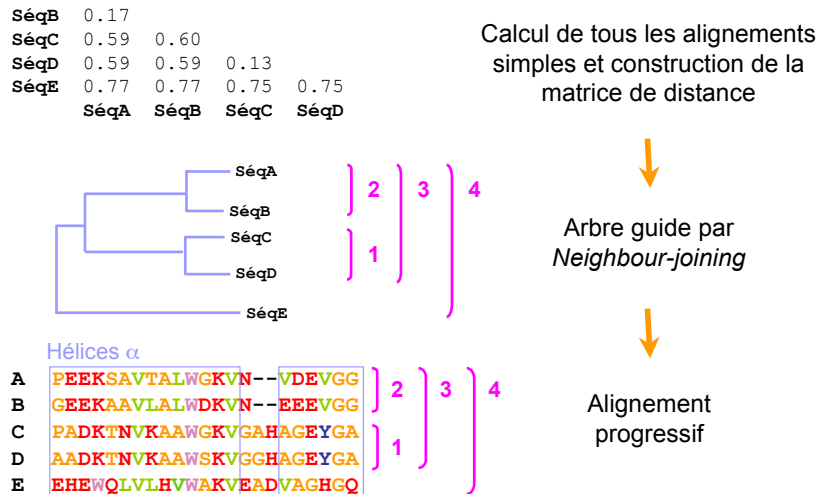 SéqB 0.17
SéqC 0.59 0.60
SéqD 0.59 0.59 0.13
SéqE 0.77 0.77 0.75 0.75
SéqA SéqB SéqC SéqD
Calcul de tous les alignements
simples et construction de la
matrice de distance
SéqA
SéqB
SéqC
SéqD
SéqE
2 3 4
1
Arbre guide par
Neighbour-joining
Hélices α
A PEEKSAVTALWGKVN--VDEVGG
B GEEKAAVLALWDKVN--EEEVGG
C PADKTNVKAAWGKVGAHAGEYGA
D AADKTNVKAAWSKVGGHAGEYGA
E EHEWQLVLHVWAKVEADVAGHGQ
2 3 4
1
Alignement
progressif